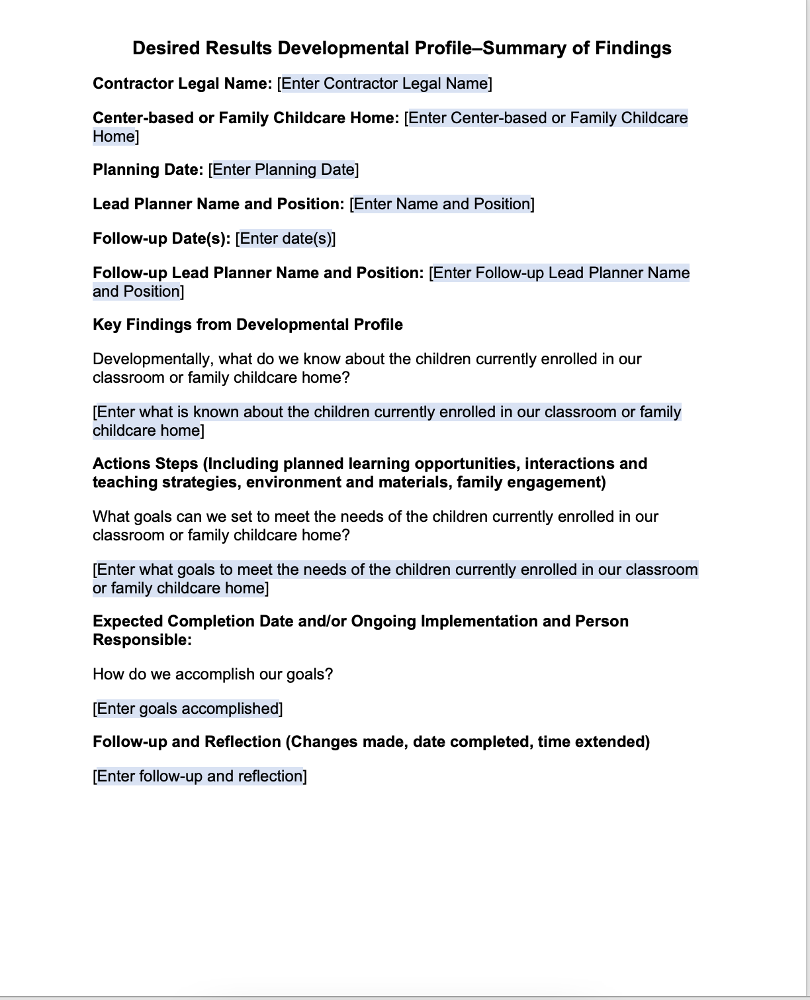 Desired Results Developmental Profile–Summary of Findings
Contractor Legal Name: [Enter Contractor Legal Name]
Center-based or Family Childcare Home: [Enter Center-based or Family Childcare
Home]
Planning Date: [Enter Planning Date]
Lead Planner Name and Position: [Enter Name and Position]
Follow-up Date(s): [Enter date(s)]
Follow-up Lead Planner Name and Position: [Enter Follow-up Lead Planner Name
and Position]
Key Findings from Developmental Profile
Developmentally, what do we know about the children currently enrolled in our
classroom or family childcare home?
[Enter what is known about the children currently enrolled in our classroom or family
childcare home]
Actions Steps (Including planned learning opportunities, interactions and
teaching strategies, environment and materials, family engagement)
What goals can we set to meet the needs of the children currently enrolled in our
classroom or family childcare home?
[Enter what goals to meet the needs of the children currently enrolled in our classroom
or family childcare home]
Expected Completion Date and/or Ongoing Implementation and Person
Responsible:
How do we accomplish our goals?
[Enter goals accomplished]
Follow-up and Reflection (Changes made, date completed, time extended)
[Enter follow-up and reflection]